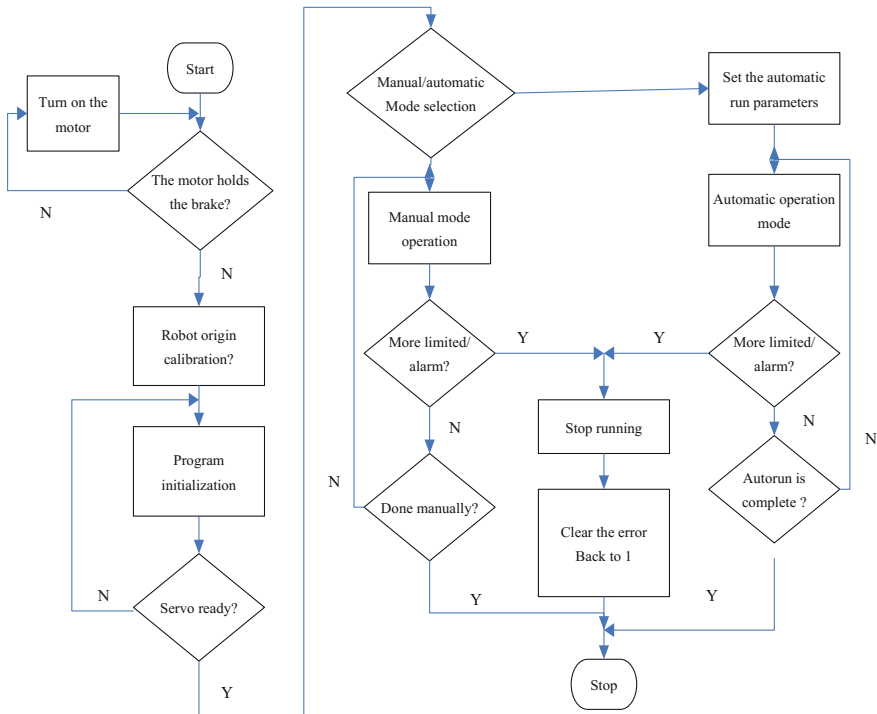 Start
Turn on the
motor
The motor holds
the brake?
N
N
Robot origin
calibration?
Program
initialization
Servo ready?
N
Y
Manual/automatic
Mode selection
Set the automatic
run parameters
Manual mode
operation
Automatic operation
mode
More limited/
alarm?
Y
Y
More limited/
alarm?
N
Stop running
N
N
N
Done manually?
Clear the error
Back to 1
Autorun is
complete ?
Y
Y
Stop